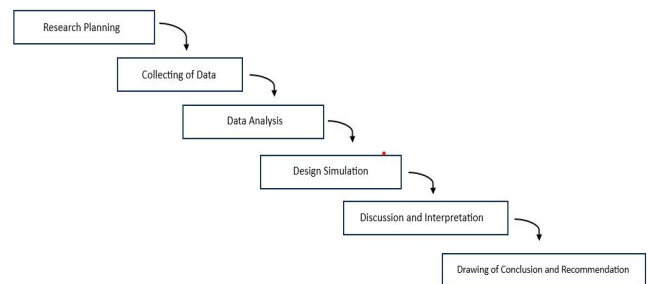 Research Planning
Collecting of Data
Data Analysis
Design Simulation
Discussion and Interpretation
Drawing of Conclusion and Recommendation